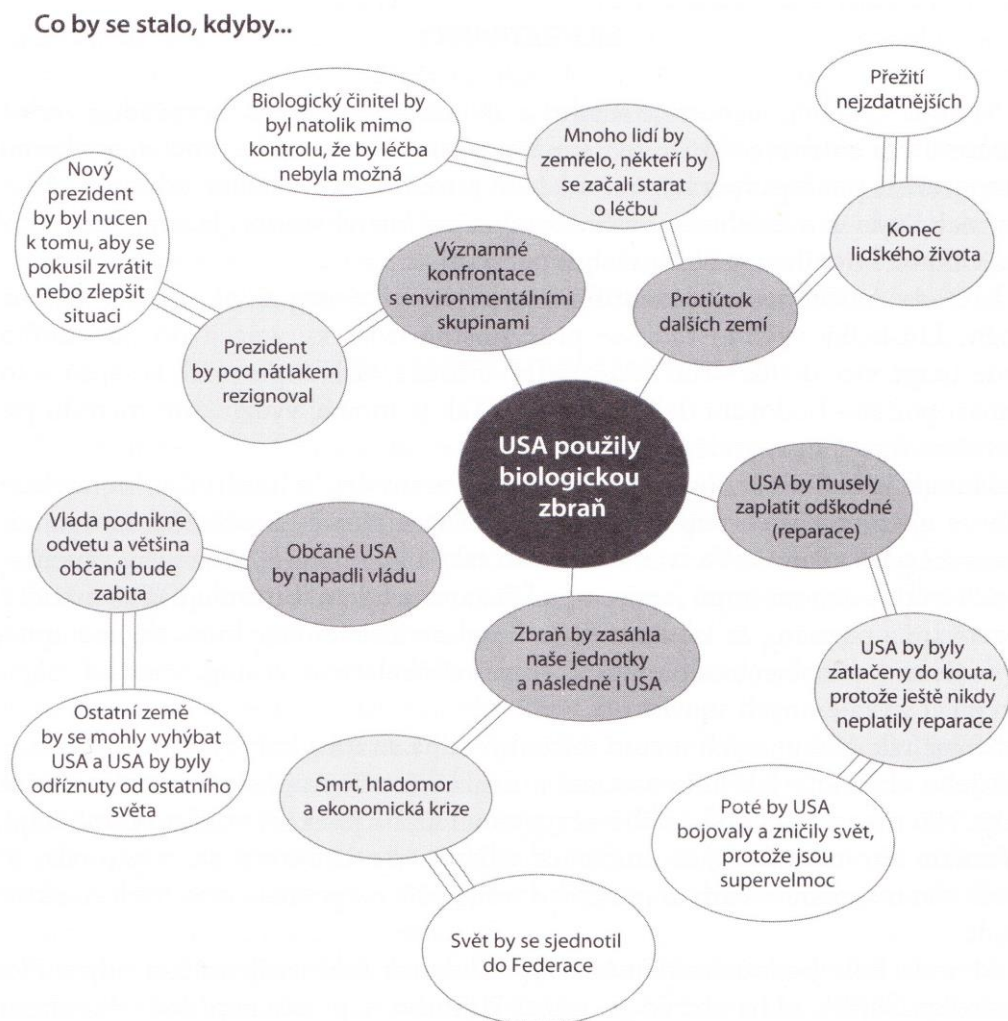 Co by se stalo, kdyby...
Přežití
nejzdatnějších
Biologický činitel by
byl natolik mimo
kontrolu, že by léčba
nebyla možná
Mnoho lidí by
zemřelo, někteří by
se začali starat
o léčbu
Nový
prezident
by byl nucen
k tomu, aby se
pokusil zvrátit
nebo zlepšit
situaci
Významné
konfrontace
s environmentálními
skupinami
Konec
lidského života
Protiútok
dalších zemí
Prezident
by pod nátlakem
rezignoval
USA použily
biologickou
zbraň
USA by musely
zaplatit odškodné
(reparace)
Vláda podnikne
odvetu a většina
občanů bude
zabita
Občané USA
by napadli vládu
Zbraň by zasáhla
naše jednotky
a následně i USA
USA by byly
zatlačeny do kouta,
protože ještě nikdy
neplatily reparace
Ostatní země
by se mohly vyhýbat
USA a USA by byly
odříznuty od ostatního
světa
Smrt, hladomor
a ekonomická krize
Poté by USA
bojovaly a zničily svět,
protože jsou
supervelmoc
Svět by se sjednotil
do Federace